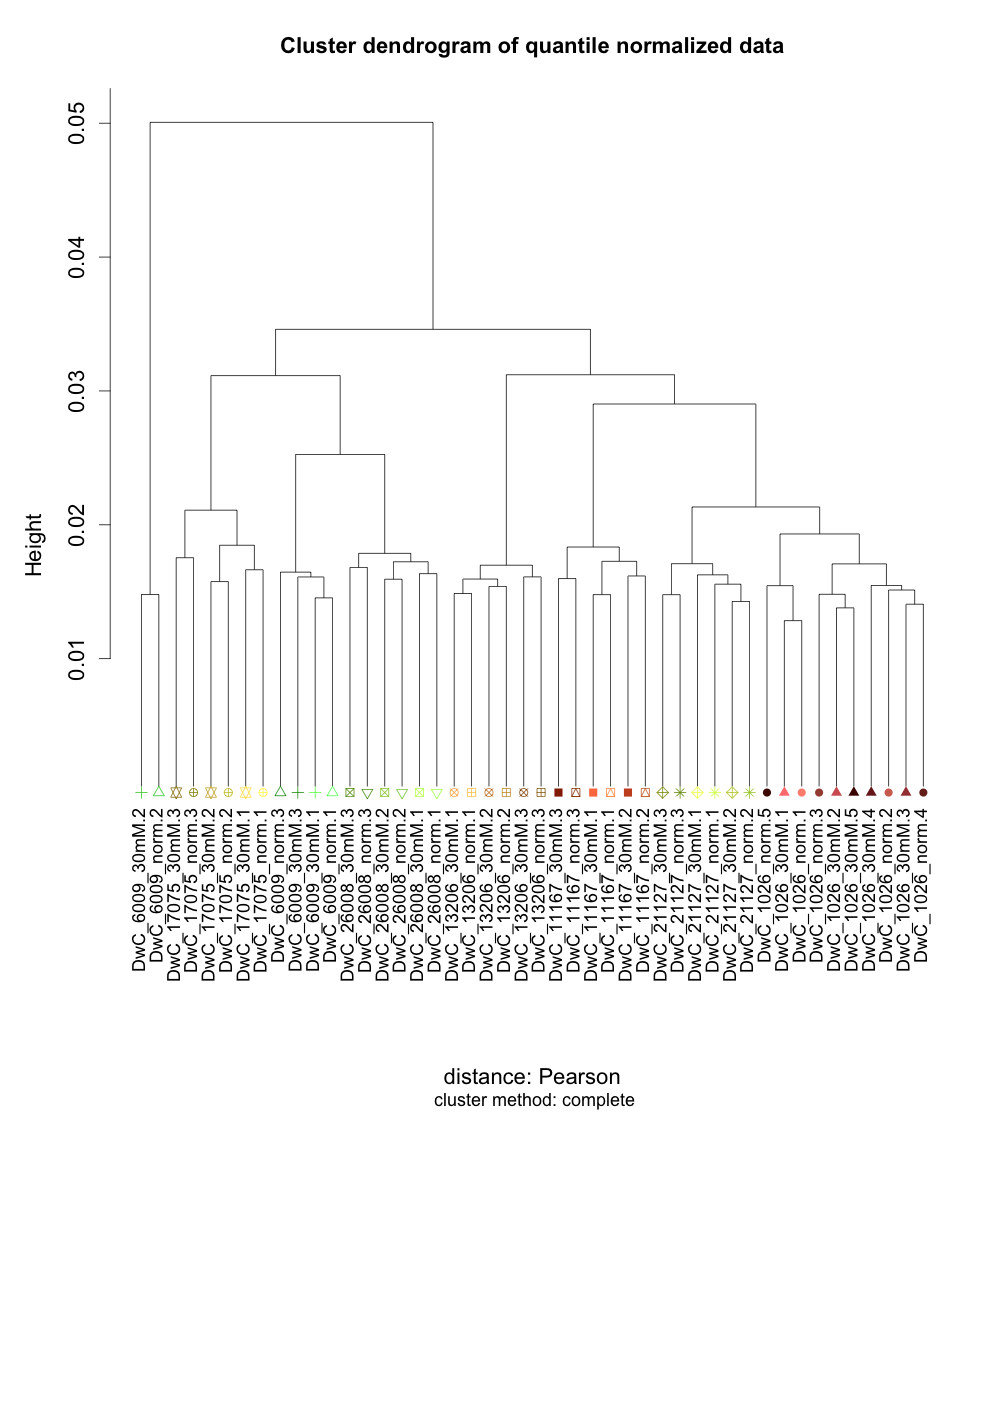 Cluster dendrogram of quantile normalized data
Height
0.05
0.04
0.03
0.02
0.01
DwC_6009_30mM.2
DwC_6009_norm.2
DwC_17075_30mM.3
DwC_17075_norm.3
DwC_17075_30mM.2
DwC_17075_norm.2
DwC_17075_30mM.1
DwC_17075_norm.1
DwC_6009_norm.3
DwC_6009_30mM.3
DwC_6009_30mM.1
DwC_6009_norm.1
DwC_26008_30mM.3
DwC_26008_norm.3
DwC_26008_30mM.2
DwC_26008_norm.2
DwC_26008_30mM.1
DwC_26008_norm.1
DwC_13206_30mM.1
DwC_13206_norm.1
DwC_13206_30mM.2
DwC_13206_norm.2
DwC_13206_30mM.3
DwC_13206_norm.3
DwC_11167_30mM.3
DwC_11167_norm.3
DwC_11167_30mM.1
DwC_11167_norm.1
DwC_11167_30mM.2
DwC_11167_norm.2
DwC_21127_30mM.3
DwC_21127_norm.3
DwC_21127_30mM.1
DwC_21127_norm.1
DwC_21127_30mM.2
DwC_21127_norm.2
DwC_1026_norm.5
DwC_1026_30mM.1
DwC_1026_norm.1
DwC_1026_norm.3
DwC_1026_30mM.2
DwC_1026_30mM.5
DwC_1026_30mM.4
DwC_1026_norm.2
DwC_1026_30mM.3
DwC_1026_norm.4
distance: Pearson
cluster method: complete